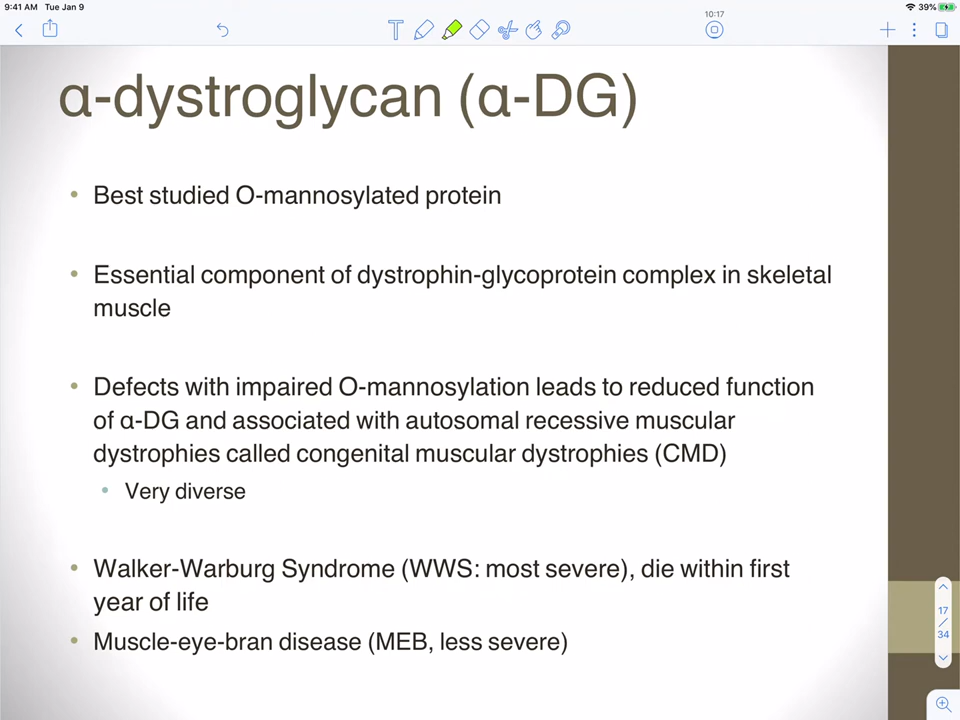 9:41 AM Tue Jan 9
39%
10:17
α-dystroglycan (α-DG)
• Best studied O-mannosylated protein
• Essential component of dystrophin-glycoprotein complex in skeletal
muscle
• Defects with impaired O-mannosylation leads to reduced function
of α-DG and associated with autosomal recessive muscular
dystrophies called congenital muscular dystrophies (CMD)
• Very diverse
• Walker-Warburg Syndrome (WWS: most severe), die within first
year of life
• Muscle-eye-bran disease (MEB, less severe)
17
/
34